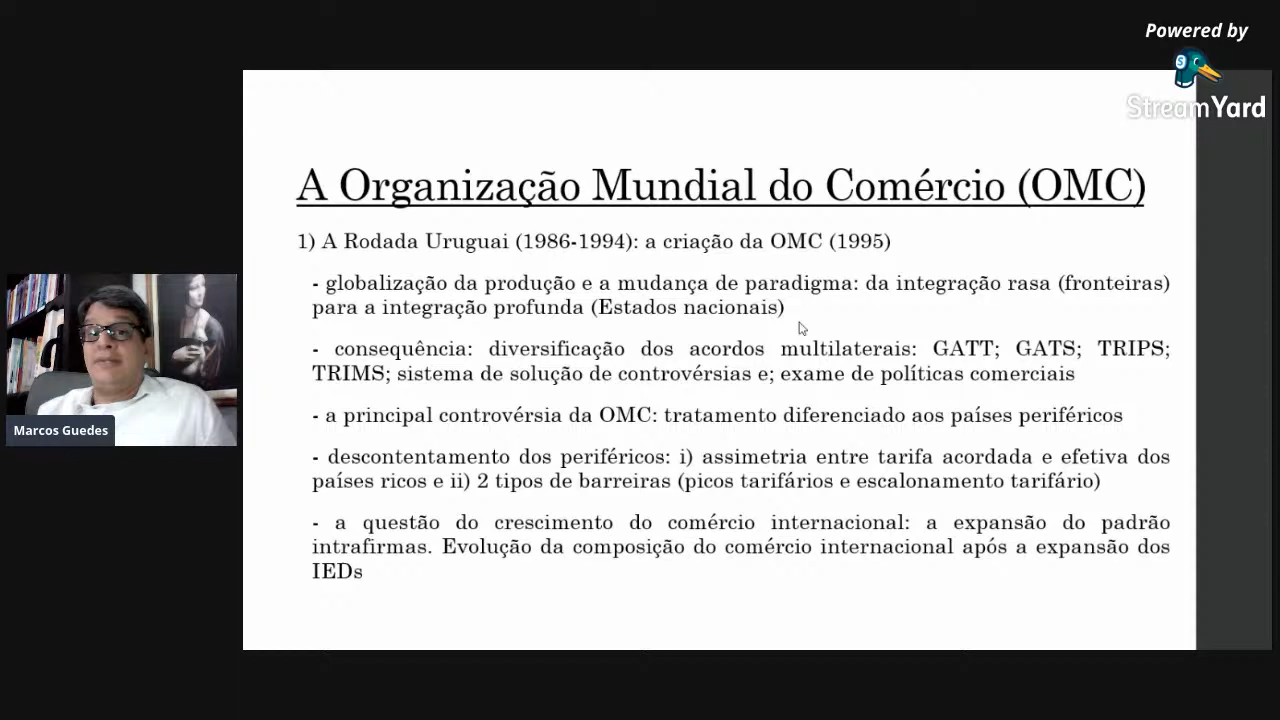 Powered by
StreamYard
A Organização Mundial do Comércio (OMC)
1) A Rodada Uruguai (1986-1994): a criação da OMC (1995)
- globalização da produção e a mudança de paradigma: da integração rasa (fronteiras)
para a integração profunda (Estados nacionais)
- consequência: diversificação dos acordos multilaterais: GATT; GATS; TRIPS;
TRIMS; sistema de solução de controvérsias e; exame de políticas comerciais
- a principal controvérsia da OMC: tratamento diferenciado aos países periféricos
- descontentamento dos periféricos: i) assimetria entre tarifa acordada e efetiva dos
países ricos e ii) 2 tipos de barreiras (picos tarifários e escalonamento tarifário)
- a questão do crescimento do comércio internacional: a expansão do padrão
intrafirmas. Evolução da composição do comércio internacional após a expansão dos
IEDs
Marcos Guedes